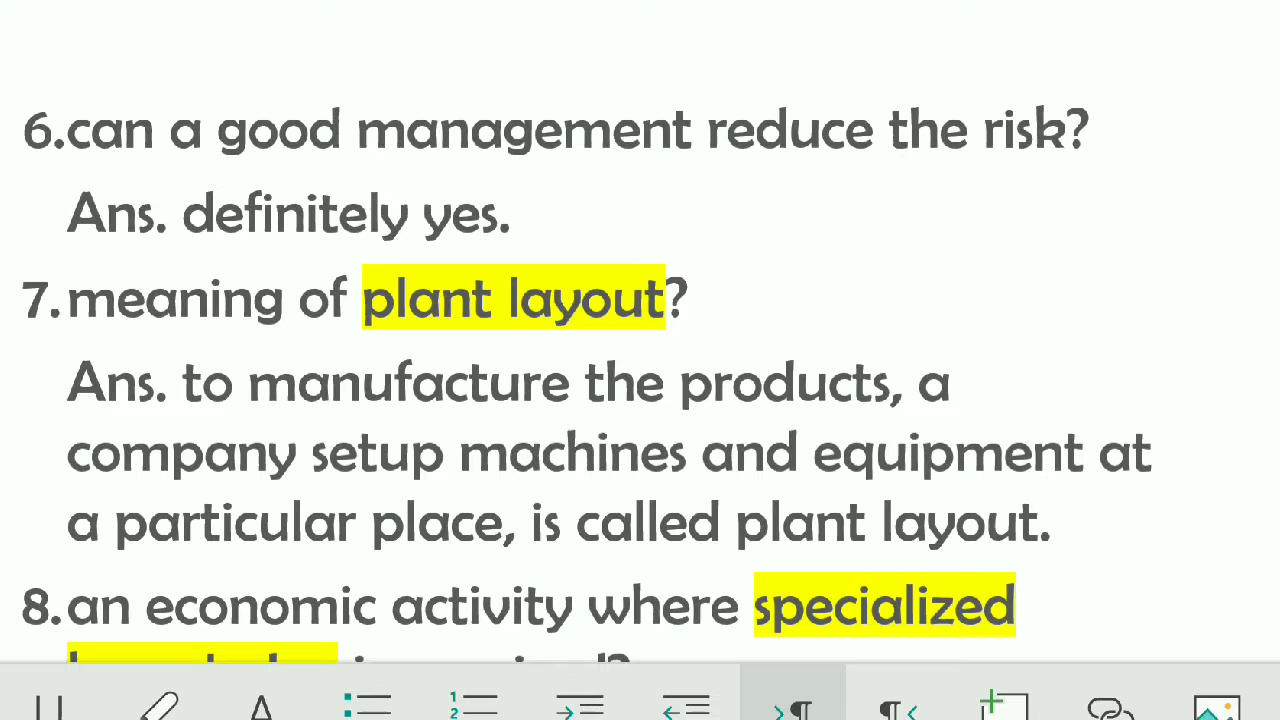 6.can a good management reduce the risk?
Ans. definitely yes.
7.meaning of plant layout?
Ans. to manufacture the products, a
company setup machines and equipment at
a particular place, is called plant layout.
8.an economic activity where specialized